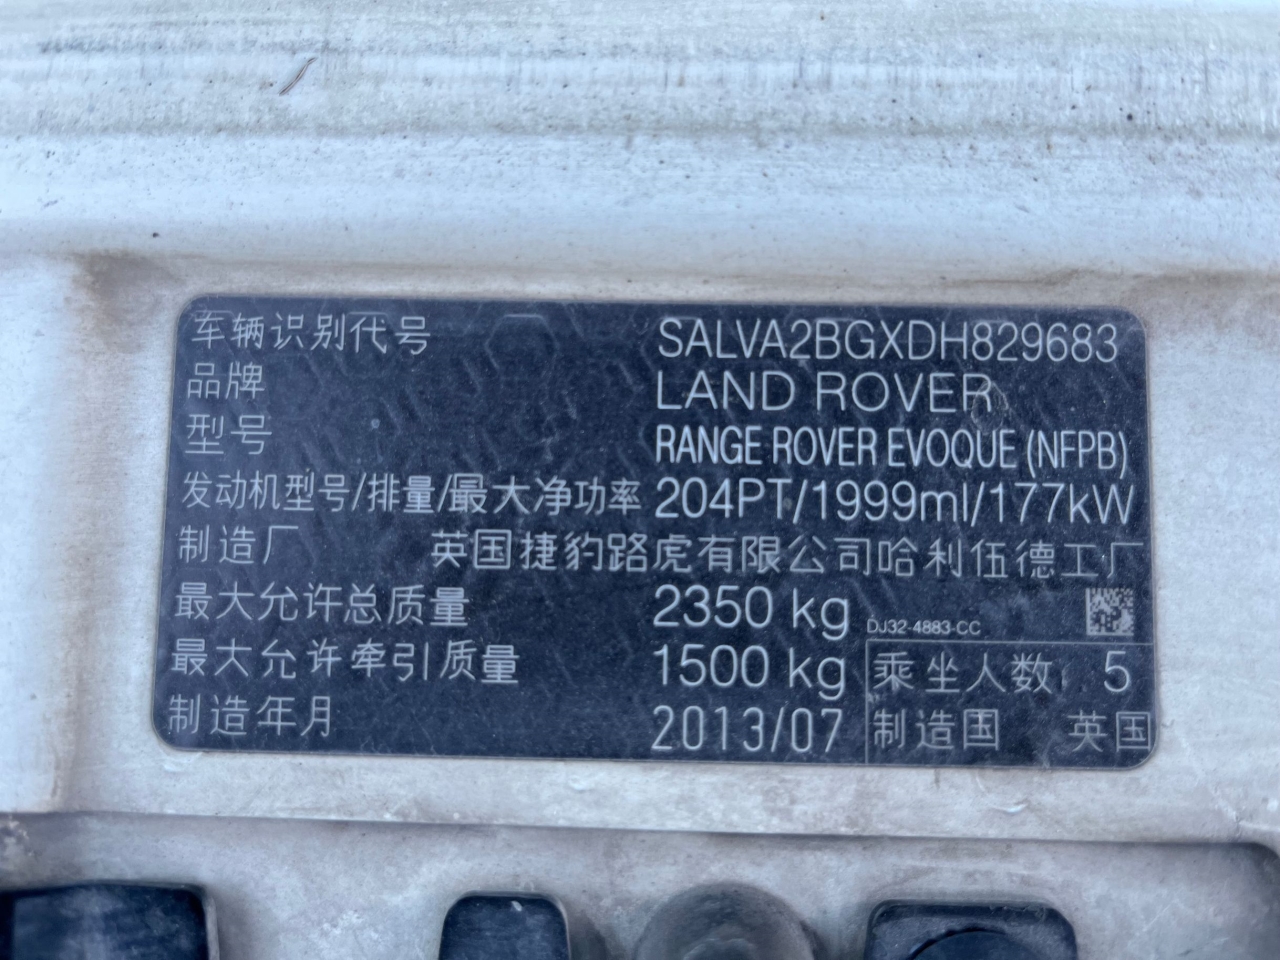 车辆识别代号 SALVA2BGXDH829683
品牌 LAND ROVER
型号 RANGE ROVER EVOQUE (NFPB)
发动机型号/排量/最大净功率 204PT/1999ml/177kW
制造厂 英国捷豹路虎有限公司哈利伍德工厂
最大允许总质量 2350 kg DJ32-4883-CC
最大允许牵引质量 1500 kg 乘坐人数 5
制造年月 2013/07 制造国 英国